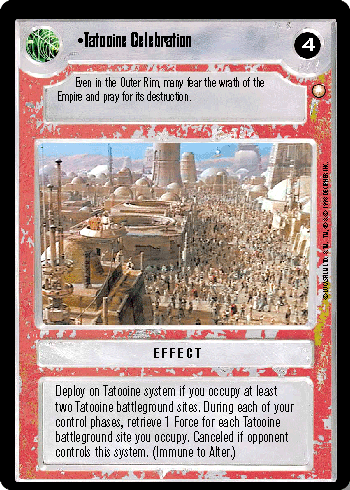 •Tatooine Celebration
4
Even in the Outer Rim, many fear the wrath of the
Empire and pray for its destruction.
EFFECT
Deploy on Tatooine system if you occupy at least
two Tatooine battleground sites. During each of your
control phases, retrieve 1 Force for each Tatooine
battleground site you occupy. Canceled if opponent
controls this system. (Immune to Alter.)